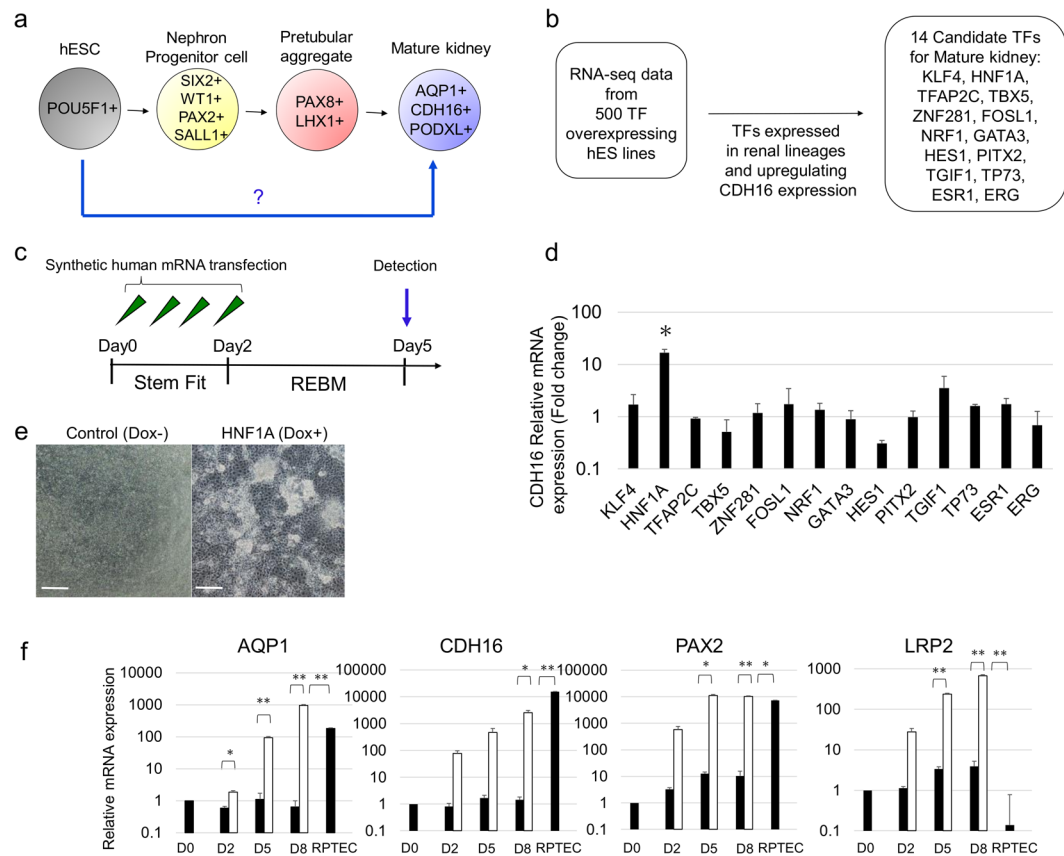 a
hESC
Nephron
Progenitor cell
Pretubular
aggregate
Mature kidney
POU5F1+
SIX2+
WT1+
PAX2+
SALL1+
PAX8+
LHX1+
AQP1+
CDH16+
PODXL+
?
b
RNA-seq data
from
500 TF
overexpressing
hES lines
TFs expressed
in renal lineages
and upregulating
CDH16 expression
14 Candidate TFs
for Mature kidney:
KLF4, HNF1A,
TFAP2C, TBX5,
ZNF281, FOSL1,
NRF1, GATA3,
HES1, PITX2,
TGIF1, TP73,
ESR1, ERG
c
Synthetic human mRNA transfection
Detection
Day0
Day2
Day5
Stem Fit
REBM
d
CDH16 Relative mRNA
expression (Fold change)
100
10
1
0.1
*
KLF4
HNF1A
TFAP2C
TBX5
ZNF281
FOSL1
NRF1
GATA3
HES1
PITX2
TGIF1
TP73
ESR1
ERG
e
Control (Dox-)
HNF1A (Dox+)
f
Relative mRNA expression
AQP1
10000
1000
100
10
1
0.1
*
**
**
**
D0 D2 D5 D8 RPTEC
CDH16
100000
10000
1000
100
10
1
0.1
*
**
D0 D2 D5 D8 RPTEC
PAX2
100000
10000
1000
100
10
1
0.1
*
**
*
D0 D2 D5 D8 RPTEC
LRP2
1000
100
10
1
0.1
**
**
**
D0 D2 D5 D8 RPTEC